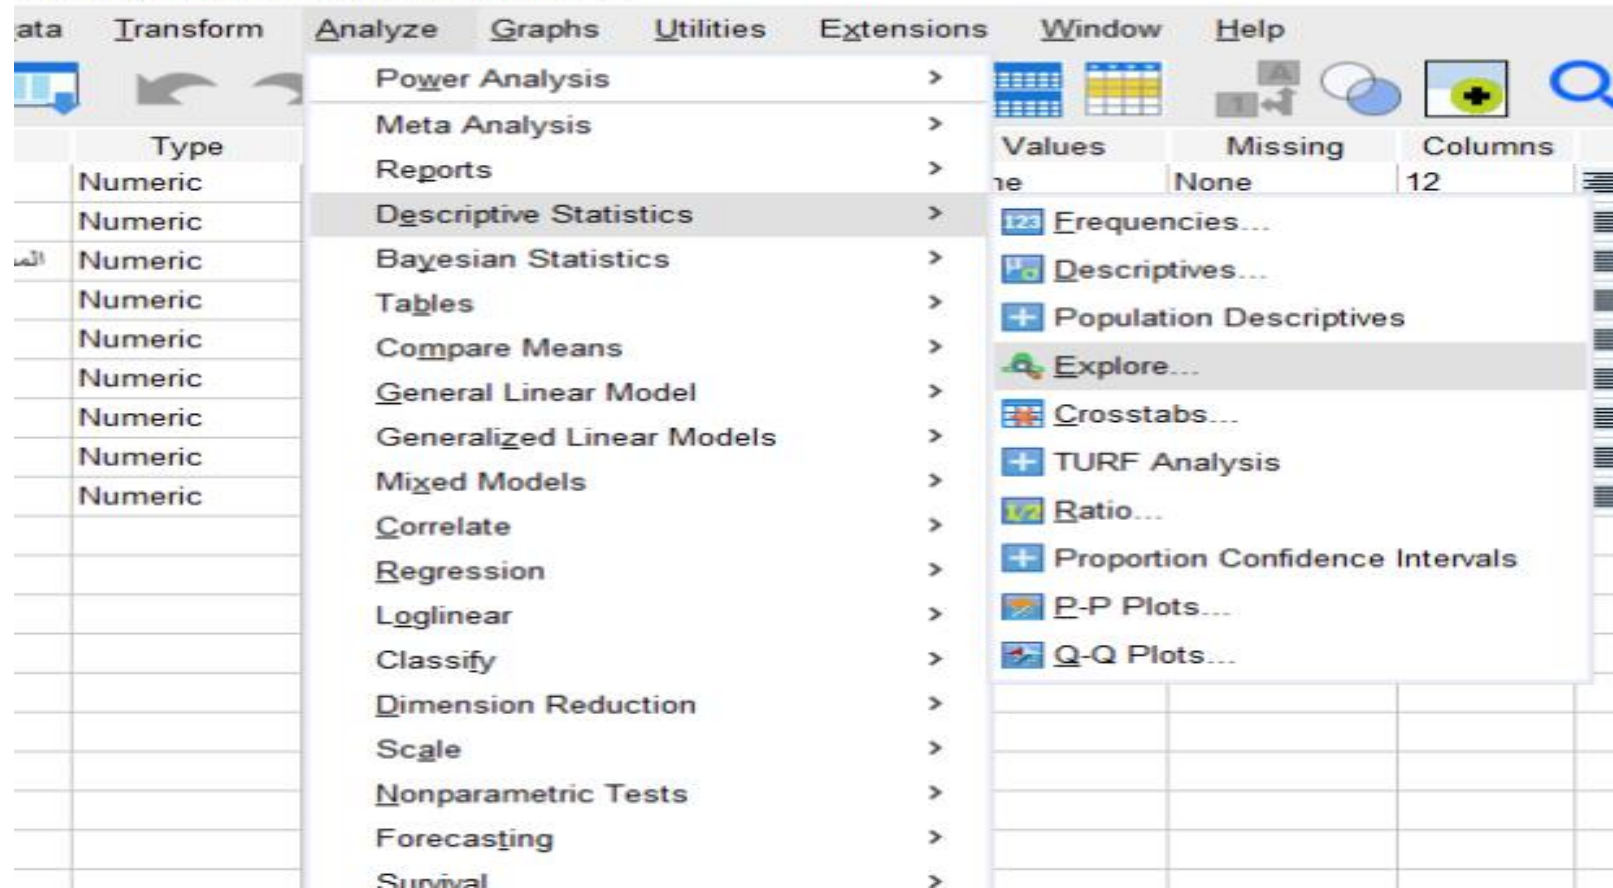 ata Transform Analyze Graphs Utilities Extensions Window Help
Power Analysis
Meta Analysis
Reports
Descriptive Statistics
Bayesian Statistics
Tables
Compare Means
General Linear Model
Generalized Linear Models
Mixed Models
Correlate
Regression
Loglinear
Classify
Dimension Reduction
Scale
Nonparametric Tests
Forecasting
Survival
Type Values Missing Columns
Numeric ne None 12
Numeric
الم Numeric
Numeric
Numeric
Numeric
Numeric
Numeric
Numeric
Frequencies...
Descriptives...
Population Descriptives
Explore...
Crosstabs...
TURF Analysis
Ratio...
Proportion Confidence Intervals
P-P Plots...
Q-Q Plots...